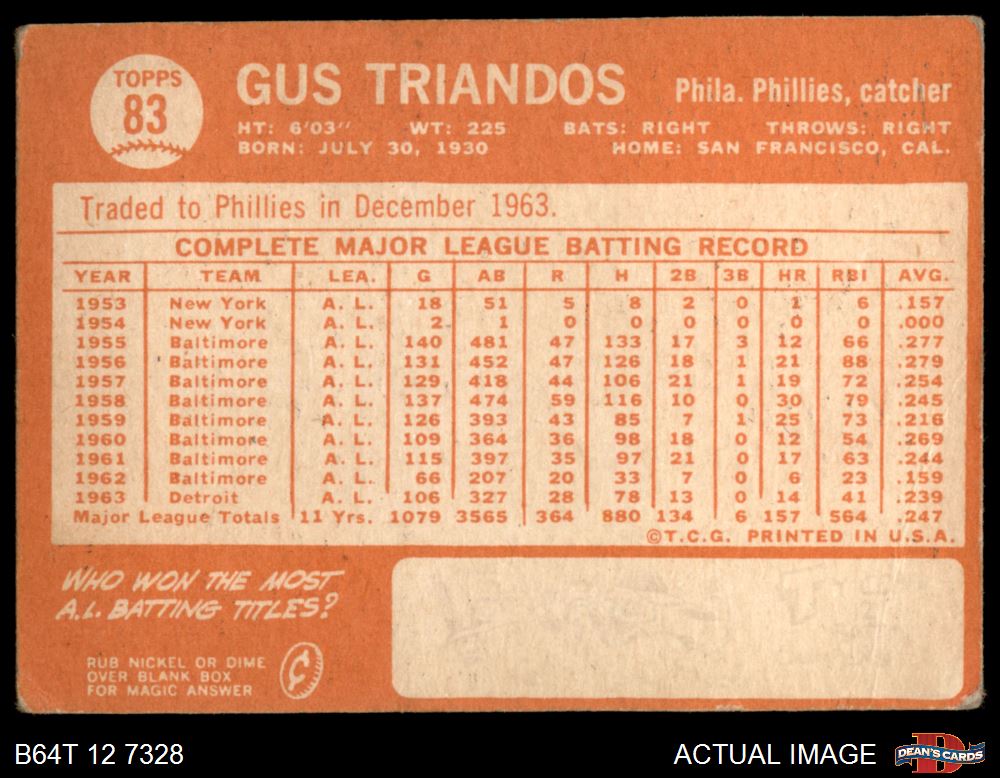 TOPPS
83
GUS TRIANDOS
Phila. Phillies, catcher
HT: 6'03" WT: 225 BATS: RIGHT THROWS: RIGHT
BORN: JULY 30, 1930 HOME: SAN FRANCISCO, CAL.
Traded to Phillies in December 1963.
COMPLETE MAJOR LEAGUE BATTING RECORD
YEAR TEAM LEA. G AB R H 2B 3B HR RBI AVG.
1953 New York A. L. 18 51 5 8 2 0 1 6 .157
1954 New York A. L. 2 1 0 0 0 0 0 0 .000
1955 Baltimore A. L. 140 481 47 133 17 3 12 66 .277
1956 Baltimore A. L. 131 452 47 126 18 1 21 88 .279
1957 Baltimore A. L. 129 418 44 106 21 1 19 72 .254
1958 Baltimore A. L. 137 474 59 116 10 0 30 79 .245
1959 Baltimore A. L. 126 393 43 85 7 1 25 73 .216
1960 Baltimore A. L. 109 364 36 98 18 0 12 54 .269
1961 Baltimore A. L. 115 397 35 97 21 0 17 63 .244
1962 Baltimore A. L. 66 207 20 33 7 0 6 23 .159
1963 Detroit A. L. 106 327 28 78 13 0 14 41 .239
Major League Totals 11 Yrs. 1079 3565 364 880 134 6 157 564 .247
©T.C.G. PRINTED IN U.S.A.
WHO WON THE MOST
A.L. BATTING TITLES?
RUB NICKEL OR DIME
OVER BLANK BOX
FOR MAGIC ANSWER
¢
B64T 12 7328
ACTUAL IMAGE
DEAN'S CARDS